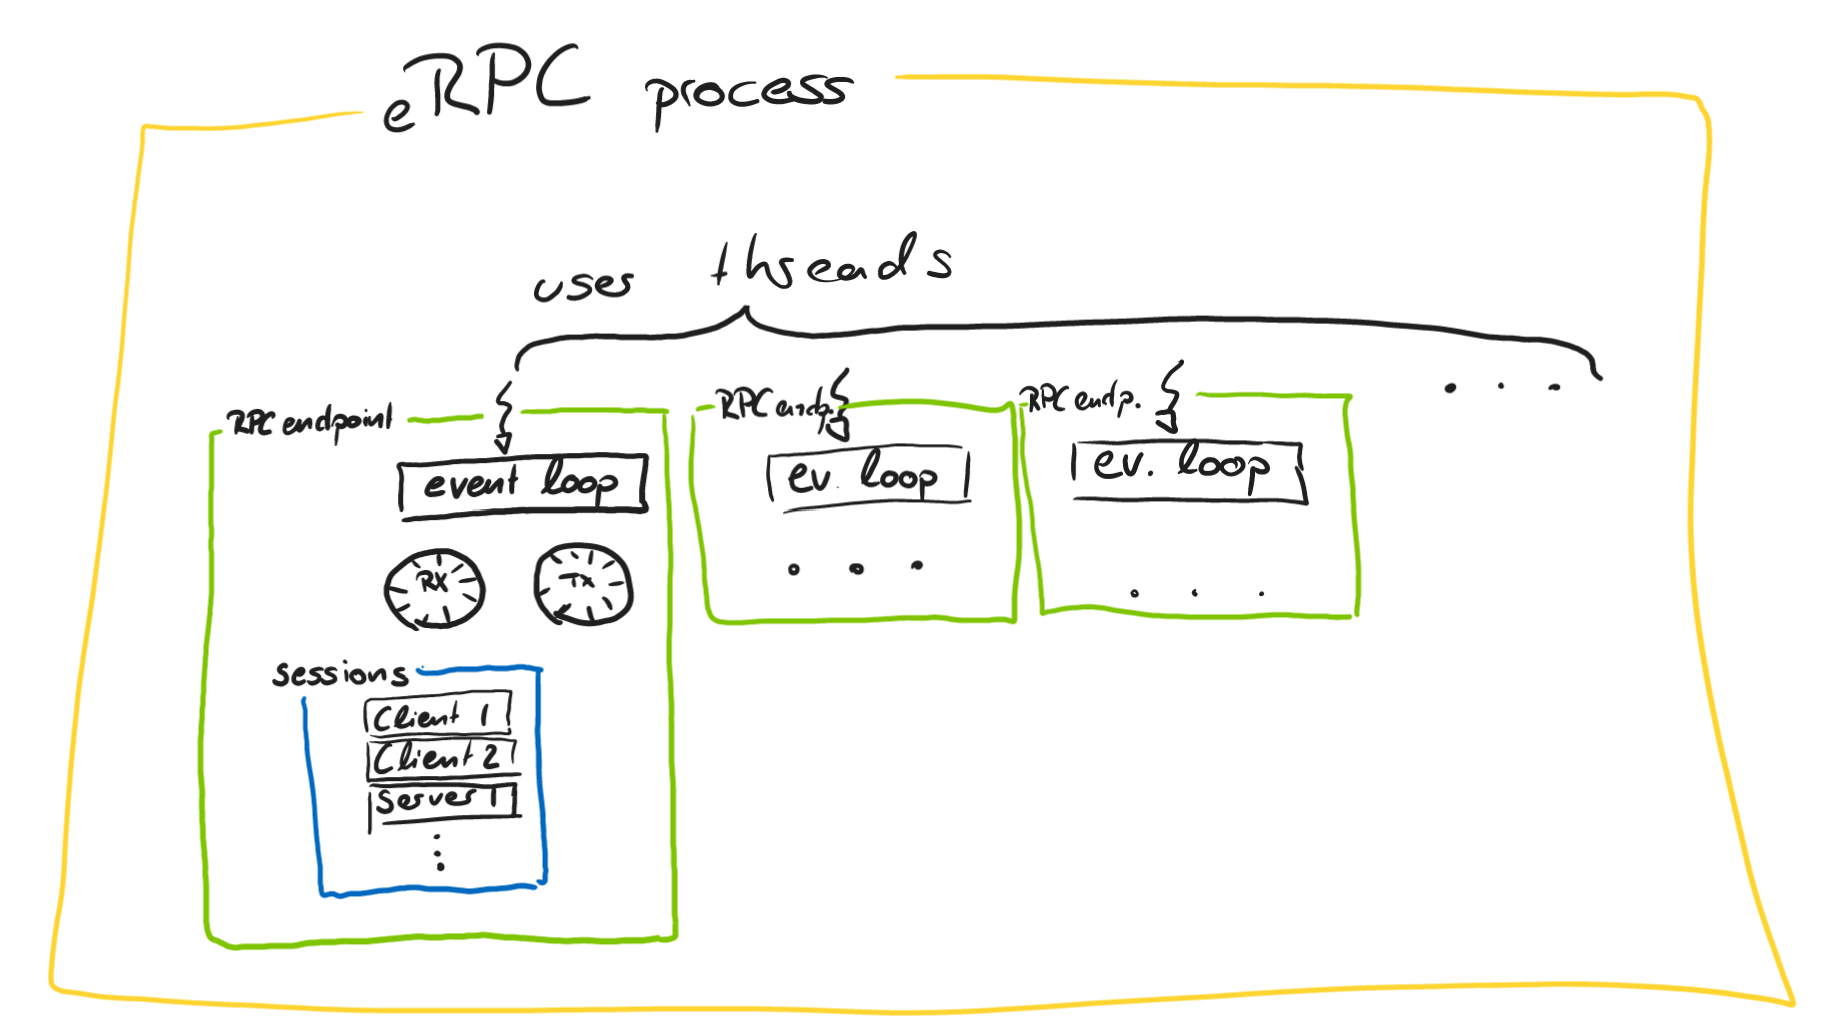 eRPC process
uses threads
RPC endpoint
event loop
RX
TX
sessions
Client 1
Client 2
Server 1
RPC endp.
ev. loop
RPC endp.
ev. loop